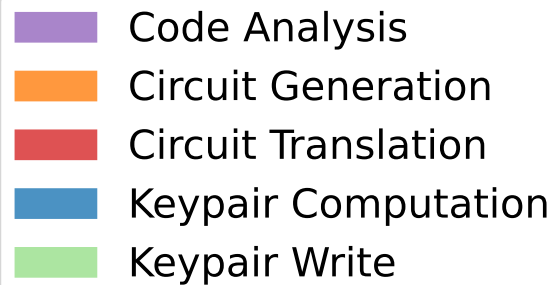 Code Analysis
Circuit Generation
Circuit Translation
Keypair Computation
Keypair Write